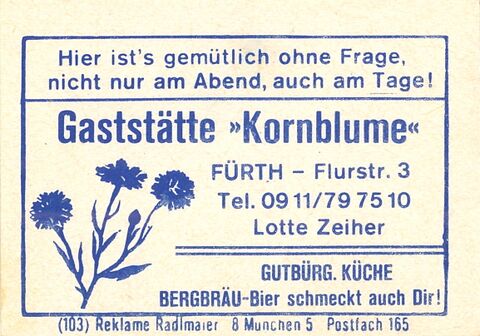 Hier ist's gemütlich ohne Frage,
nicht nur am Abend, auch am Tage!
Gaststätte »Kornblume«
FÜRTH – Flurstr. 3
Tel. 09 11/79 75 10
Lotte Zeiher
GUTBÜRG. KÜCHE
BERGBRÄU-Bier schmeckt auch Dir!
(103) Reklame Radlmaier 8 München 5 Postfach 165